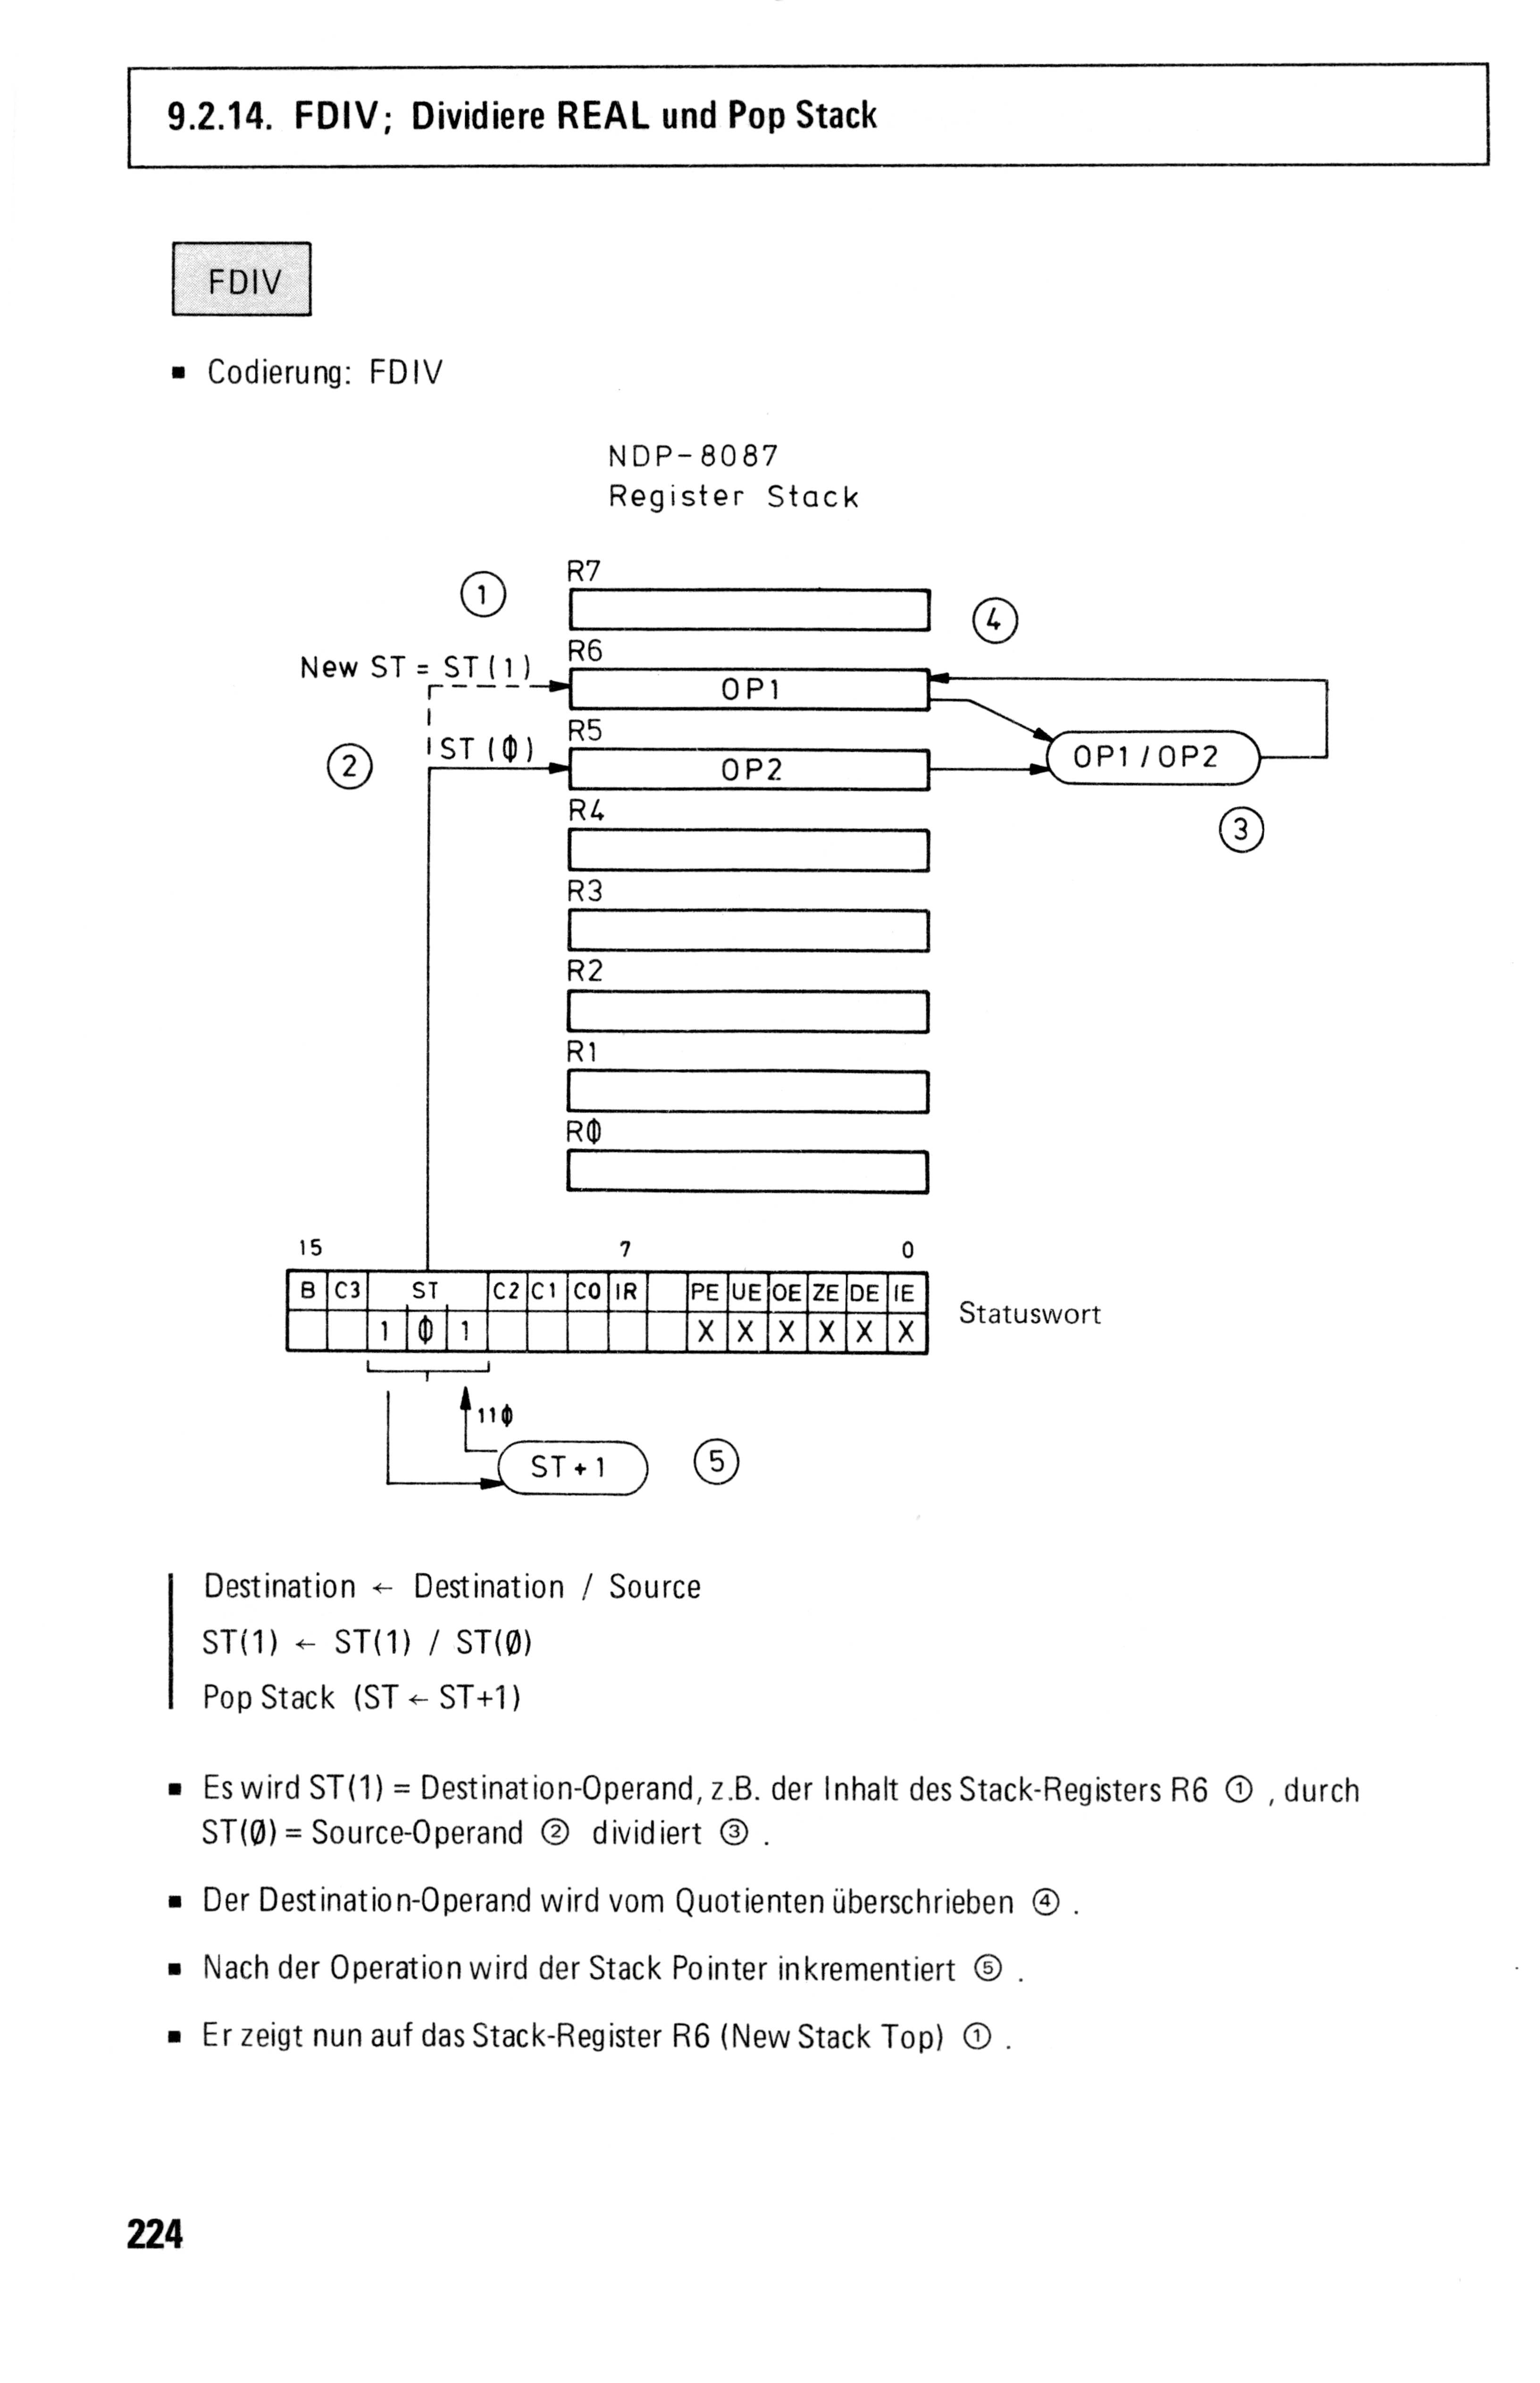 9.2.14. FDIV; Dividiere REAL und Pop Stack
FDIV
▪ Codierung: FDIV
NDP-8087
Register Stack
R7
① ④
R6
New ST = ST(1)
OP1
R5
ST(0)
② OP2 OP1/OP2
R4
③
R3
R2
R1
R0
15 7 0
B C3 ST C2 C1 C0 IR PE UE OE ZE DE IE
Statuswort
1 0 1 X X X X X X
110
ST+1 ⑤
Destination ← Destination / Source
ST(1) ← ST(1) / ST(0)
Pop Stack (ST ← ST+1)
▪ Es wird ST(1) = Destination-Operand, z.B. der Inhalt des Stack-Registers R6 ① , durch
ST(0) = Source-Operand ② dividiert ③ .
▪ Der Destination-Operand wird vom Quotienten überschrieben ④ .
▪ Nach der Operation wird der Stack Pointer inkrementiert ⑤ .
▪ Er zeigt nun auf das Stack-Register R6 (New Stack Top) ① .
224